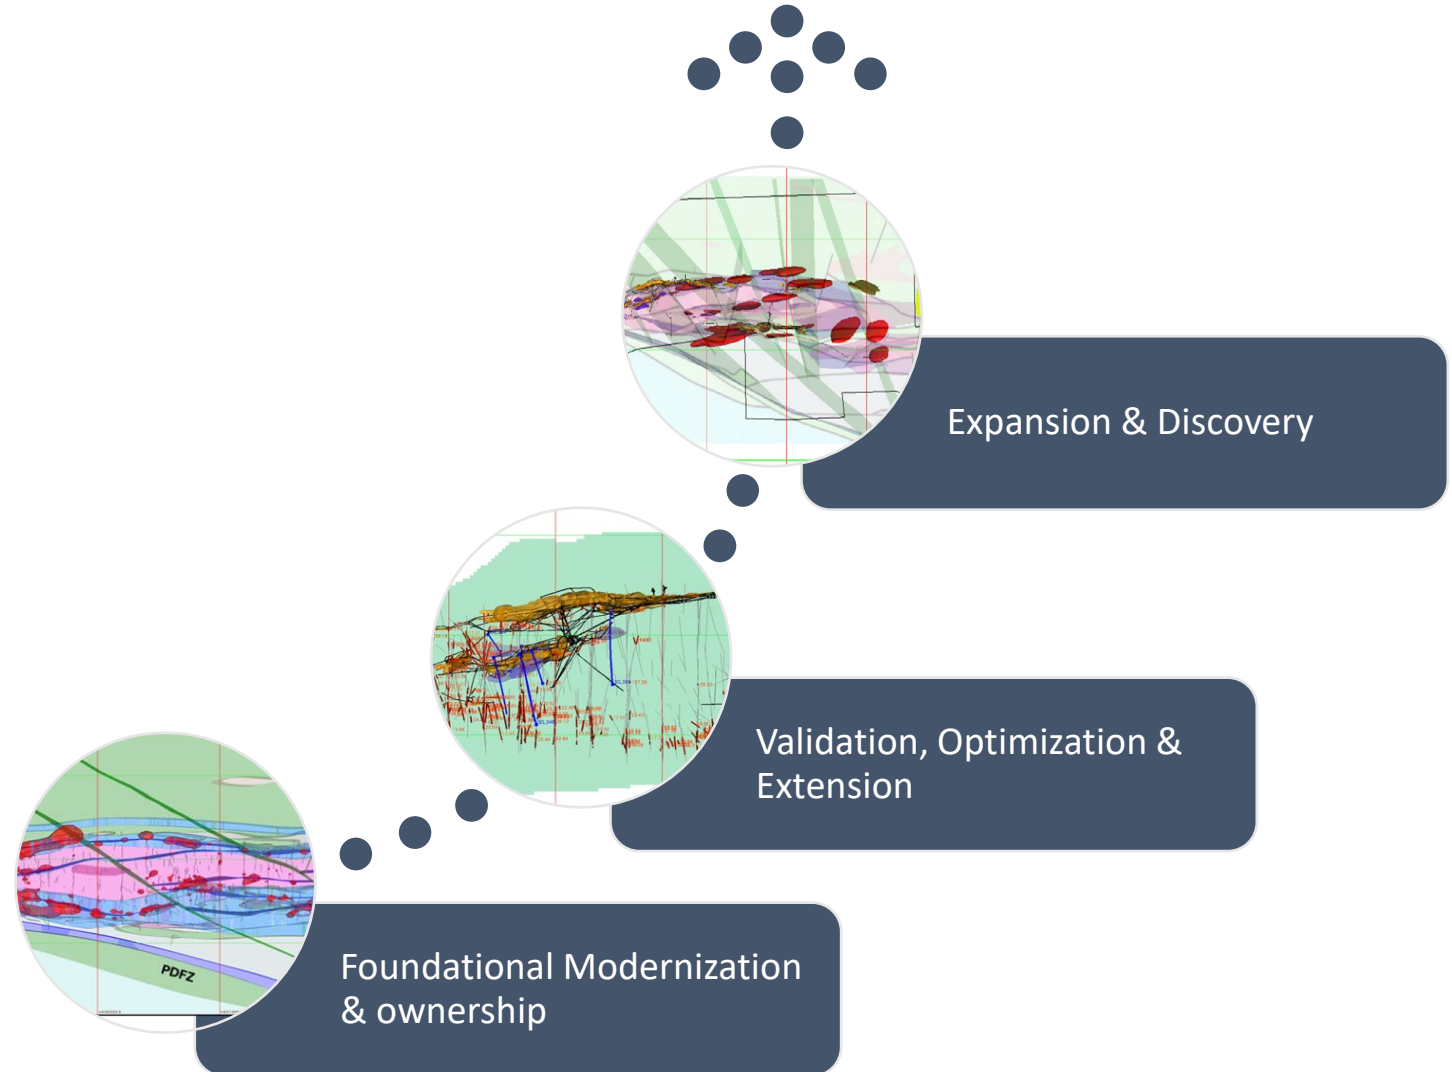 Expansion & Discovery
Validation, Optimization &
Extension
Foundational Modernization
& ownership
PDFZ